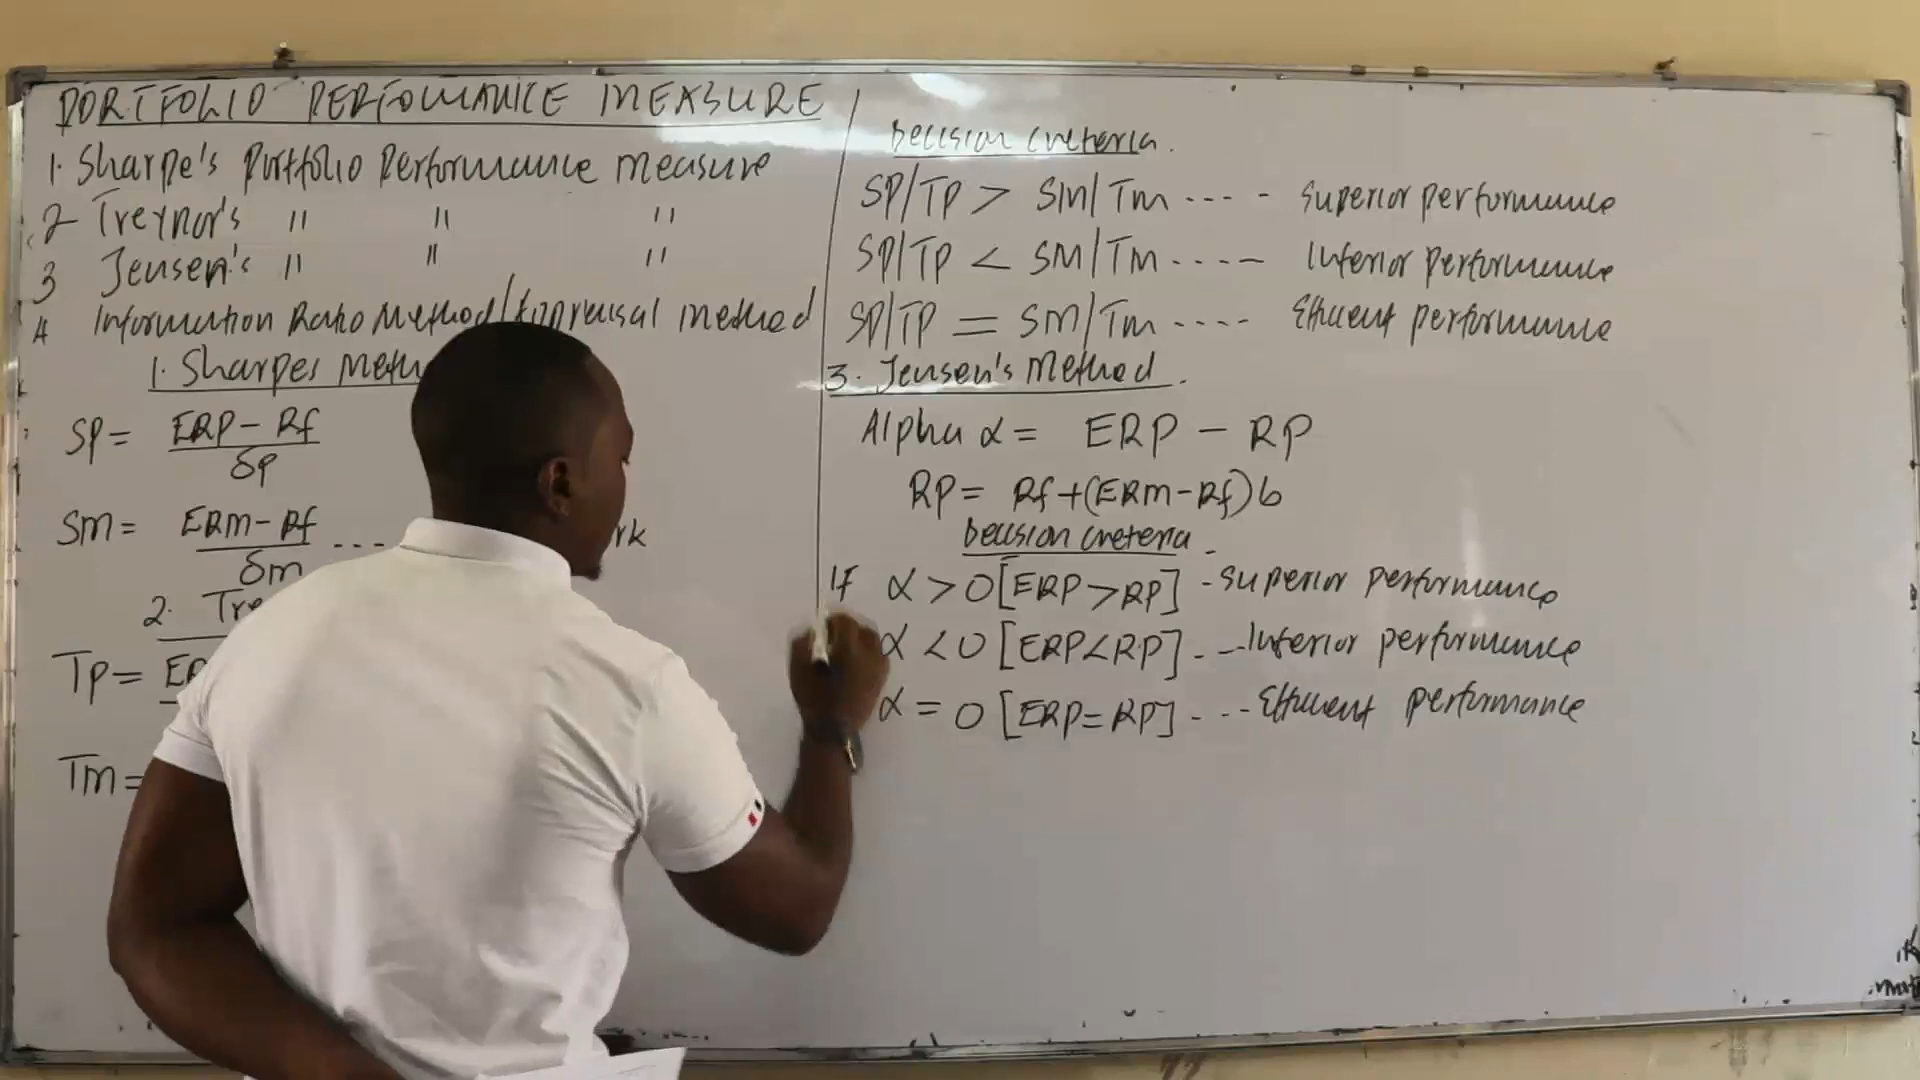 PORTFOLIO PERFOMANCE MEASURE
1. Sharpe's Portfolio Performance measure
2 Treynor's " " "
3 Jensen's " " "
4 Information Ratio Method/Appraisal method
1. Sharpes Meth
SP = ERP - Rf
δp
SM = ERM - Rf ....rk
δm
2. Tre
Tp = ER
Tm =
Decision Criteria.
SP/TP > SM/Tm ---- Superior performance
SP/TP < SM/Tm ----- Inferior performance
SP/TP = SM/Tm ----- Efficent performance
3. Jensen's Method.
Alpha α = ERP - RP
RP = Rf + (ERM - Rf) b
Decision Creteria
If α > 0 [ERP > RP] - Superior performance
α < 0 [ERP < RP] - - Inferior performance
α = 0 [ERP = RP] - - - Efficent performance